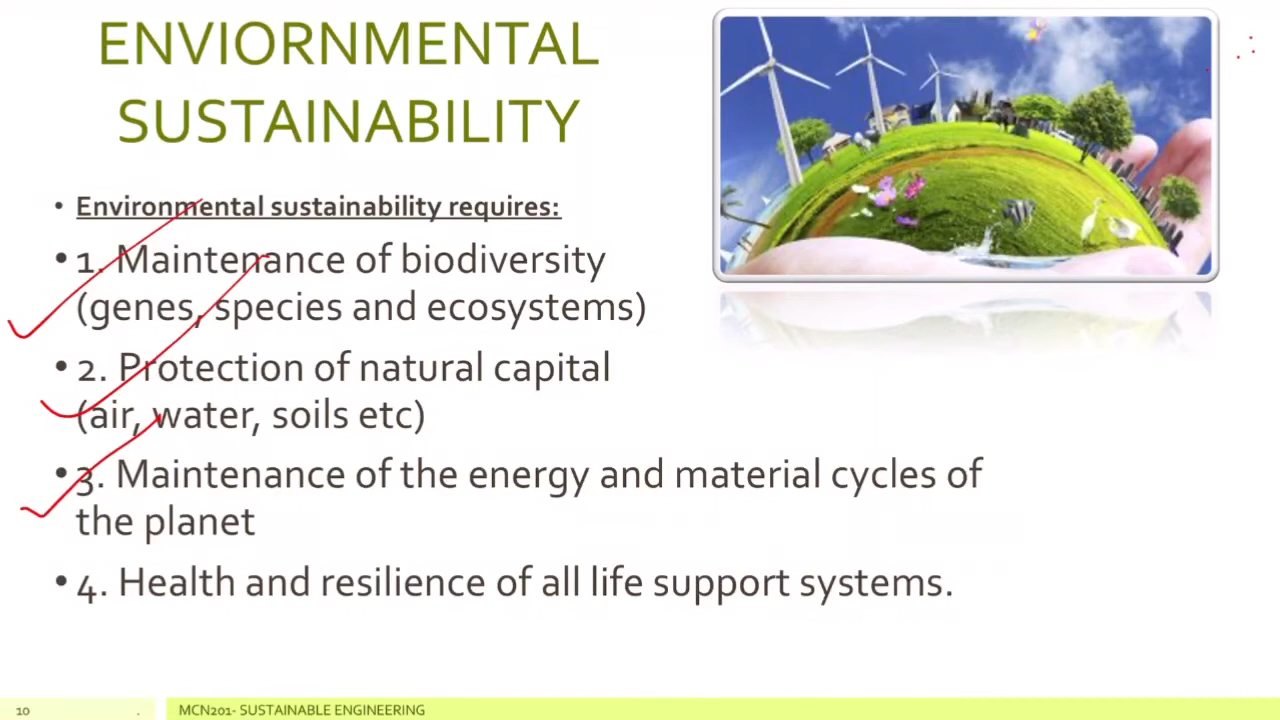 ENVIORNMENTAL
SUSTAINABILITY
• Environmental sustainability requires:
• 1. Maintenance of biodiversity
(genes, species and ecosystems)
• 2. Protection of natural capital
(air, water, soils etc)
• 3. Maintenance of the energy and material cycles of
the planet
• 4. Health and resilience of all life support systems.
10 . MCN201- SUSTAINABLE ENGINEERING